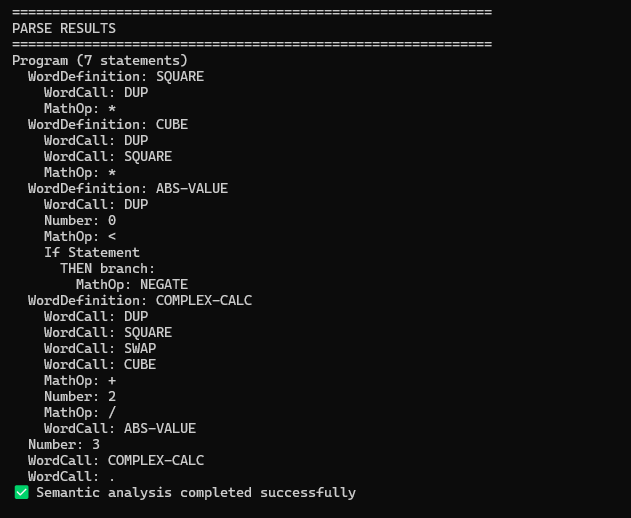 ============================================================
PARSE RESULTS
============================================================
Program (7 statements)
  WordDefinition: SQUARE
    WordCall: DUP
    MathOp: *
  WordDefinition: CUBE
    WordCall: DUP
    WordCall: SQUARE
    MathOp: *
  WordDefinition: ABS-VALUE
    WordCall: DUP
    Number: 0
    MathOp: <
    If Statement
      THEN branch:
        MathOp: NEGATE
  WordDefinition: COMPLEX-CALC
    WordCall: DUP
    WordCall: SQUARE
    WordCall: SWAP
    WordCall: CUBE
    MathOp: +
    Number: 2
    MathOp: /
    WordCall: ABS-VALUE
  Number: 3
  WordCall: COMPLEX-CALC
  WordCall: .
✅ Semantic analysis completed successfully